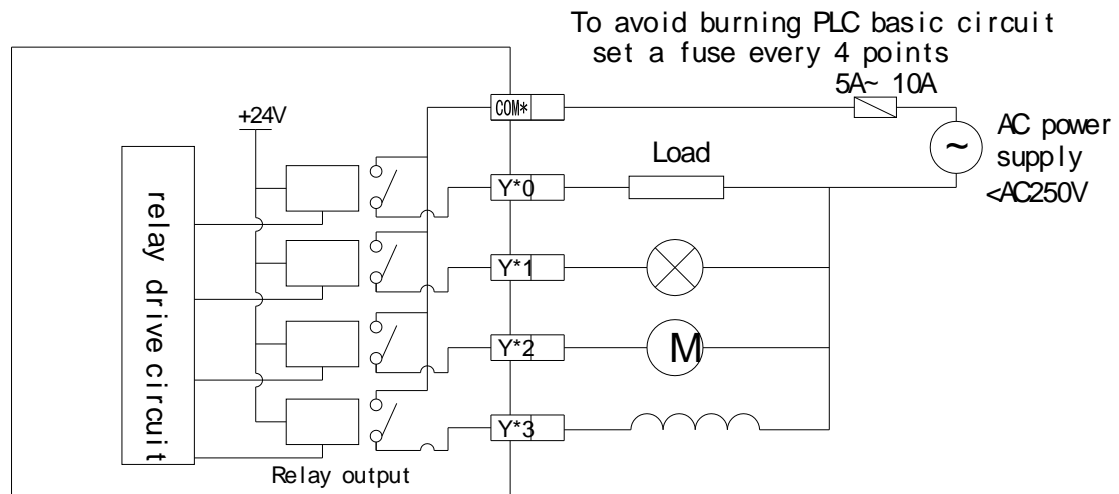 To avoid burning PLC basic circuit
set a fuse every 4 points
5A~ 10A
COM*
+24V
AC power
supply
<AC250V
~
Load
Y*0
relay drive circuit
Y*1
Y*2
M
Y*3
Relay output